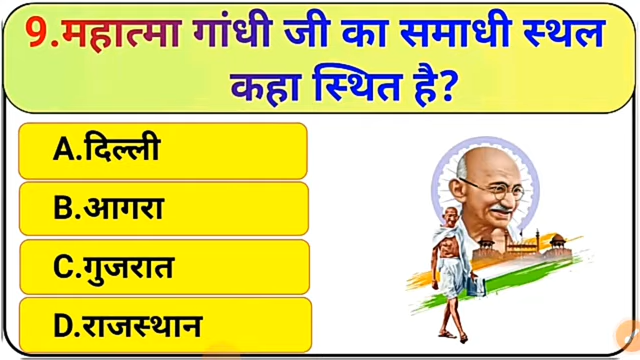 9.महात्मा गांधी जी का समाधी स्थल
कहा स्थित है?
A.दिल्ली
B.आगरा
C.गुजरात
D.राजस्थान